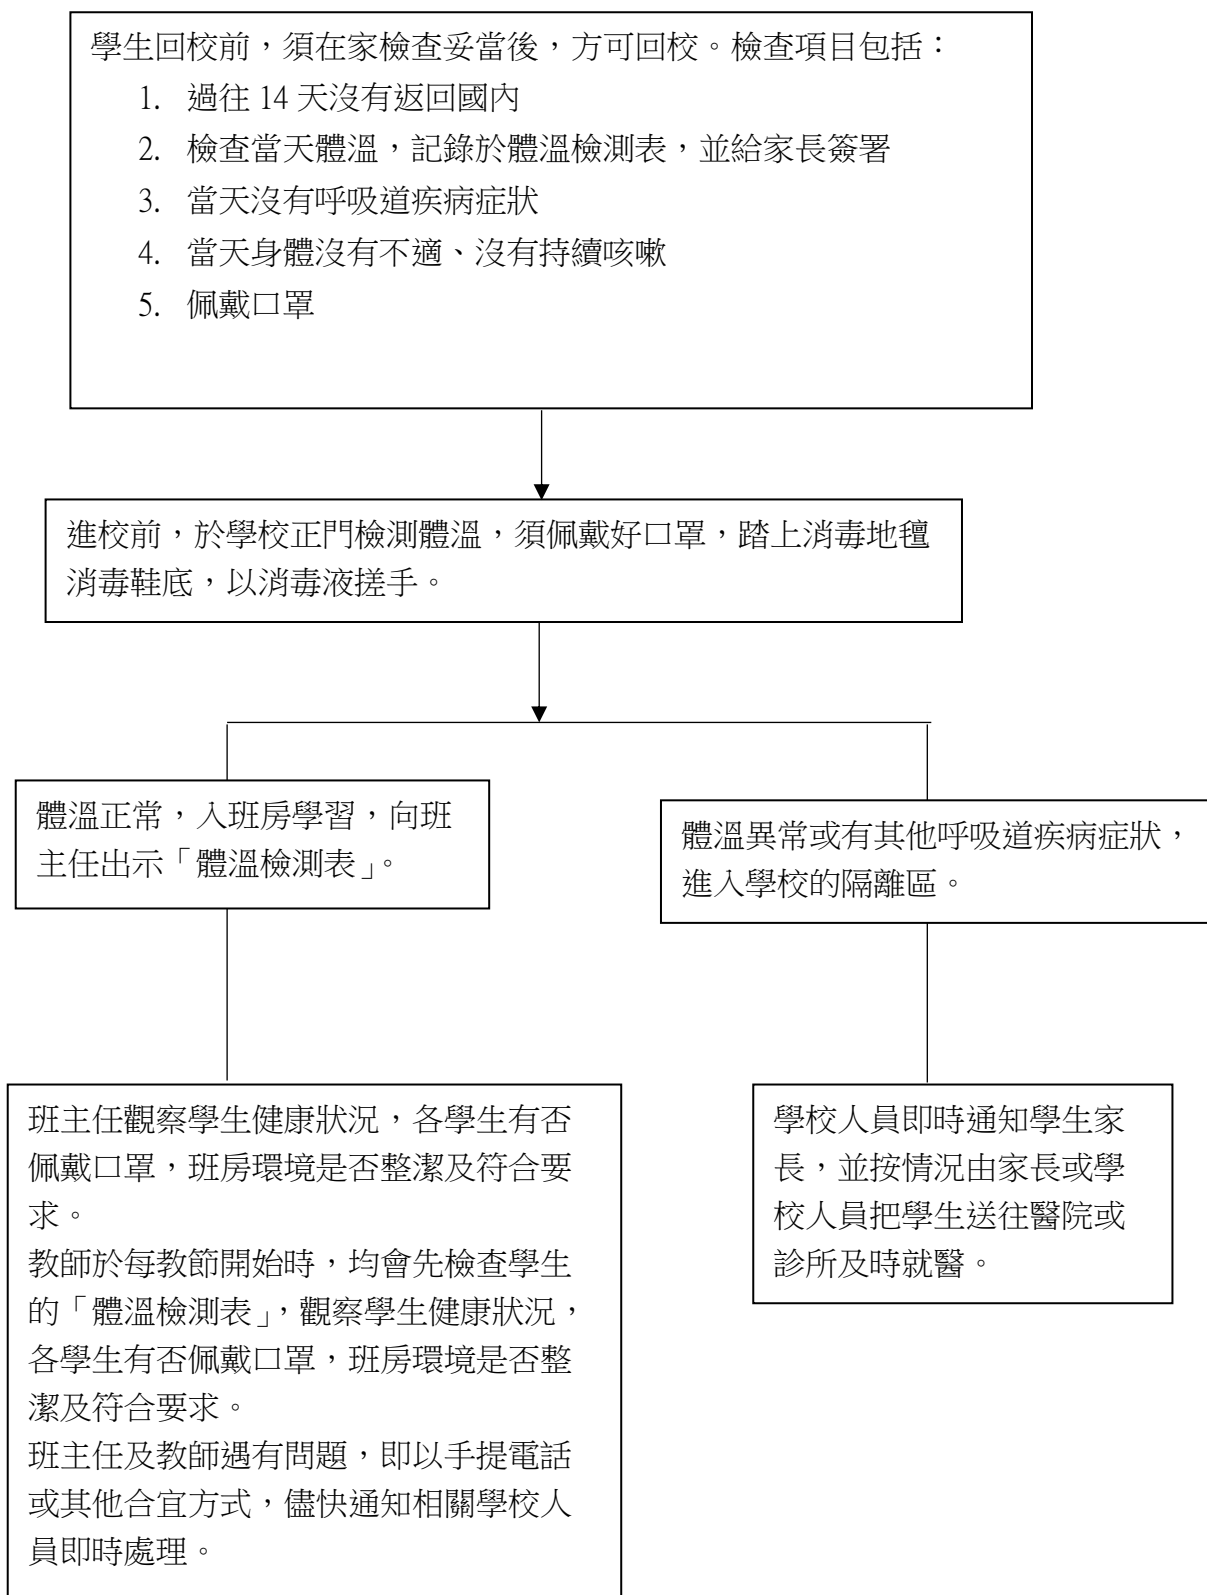 學生回校前，須在家檢查妥當後，方可回校。檢查項目包括：
1. 過往 14 天沒有返回國內
2. 檢查當天體溫，記錄於體溫檢測表，並給家長簽署
3. 當天沒有呼吸道疾病症狀
4. 當天身體沒有不適、沒有持續咳嗽
5. 佩戴口罩
進校前，於學校正門檢測體溫，須佩戴好口罩，踏上消毒地氈
消毒鞋底，以消毒液搓手。
體溫正常，入班房學習，向班
主任出示「體溫檢測表」。
體溫異常或有其他呼吸道疾病症狀，
進入學校的隔離區。
班主任觀察學生健康狀況，各學生有否
佩戴口罩，班房環境是否整潔及符合要
求。
教師於每教節開始時，均會先檢查學生
的「體溫檢測表」，觀察學生健康狀況，
各學生有否佩戴口罩，班房環境是否整
潔及符合要求。
班主任及教師遇有問題，即以手提電話
或其他合宜方式，儘快通知相關學校人
員即時處理。
學校人員即時通知學生家
長，並按情況由家長或學
校人員把學生送往醫院或
診所及時就醫。